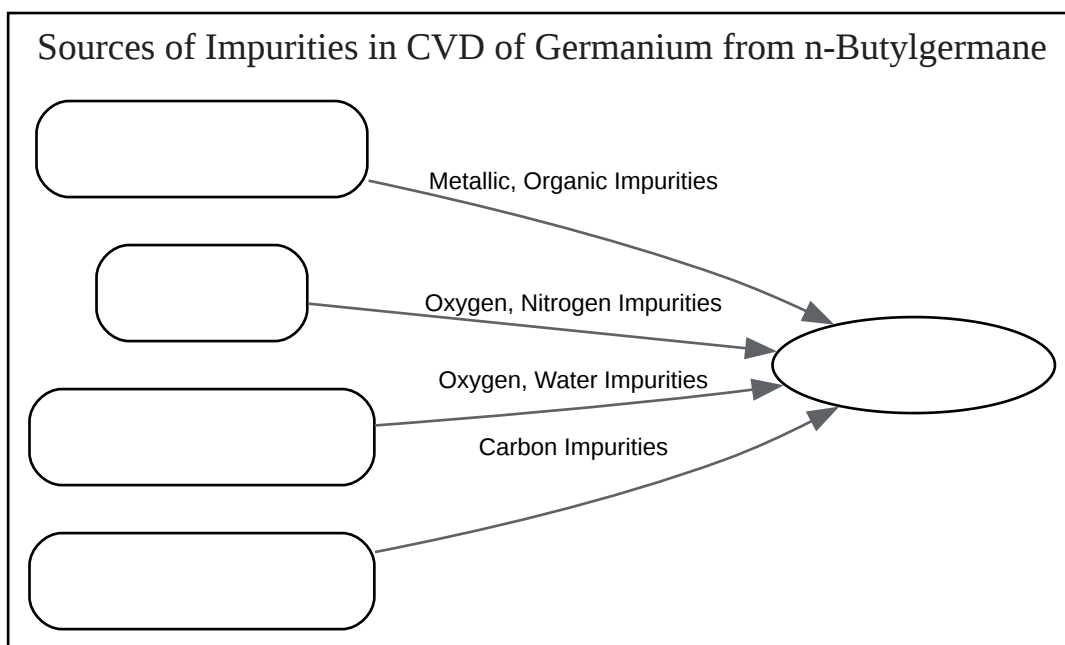 Sources of Impurities in CVD of Germanium from n-Butylgermane
Metallic, Organic Impurities
Oxygen, Nitrogen Impurities
Oxygen, Water Impurities
Carbon Impurities